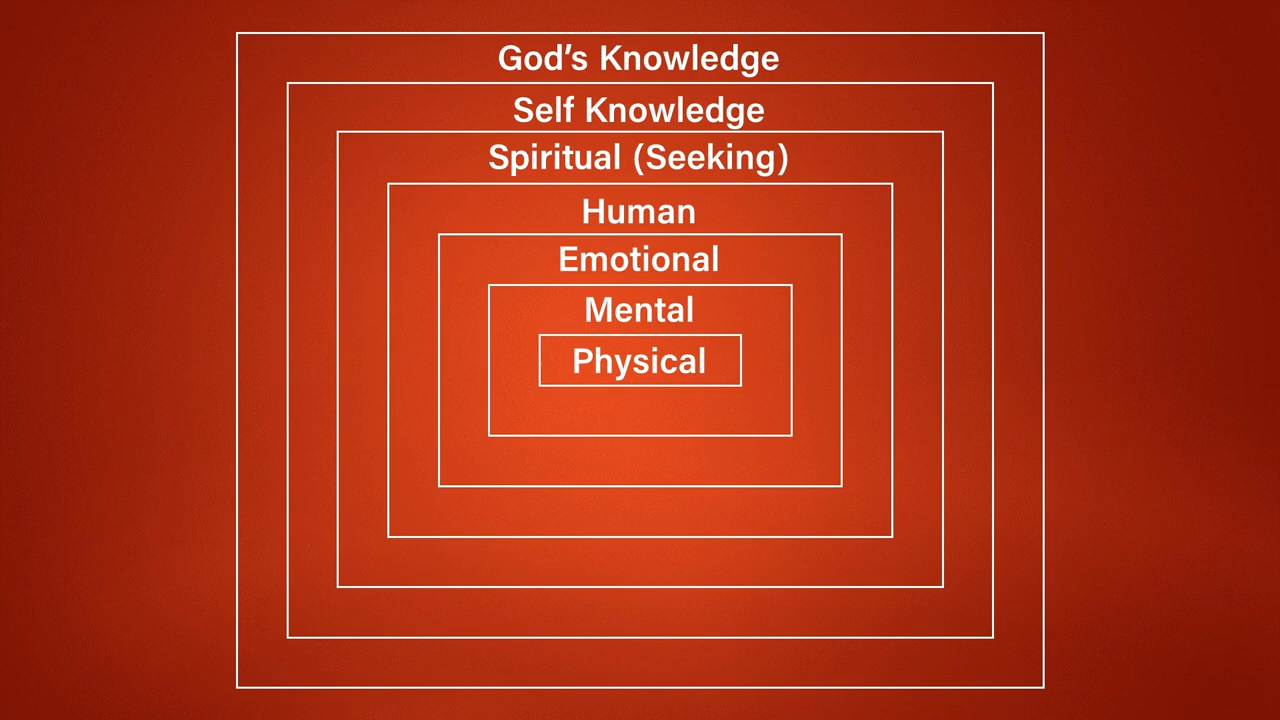 God’s Knowledge
Self Knowledge
Spiritual (Seeking)
Human
Emotional
Mental
Physical